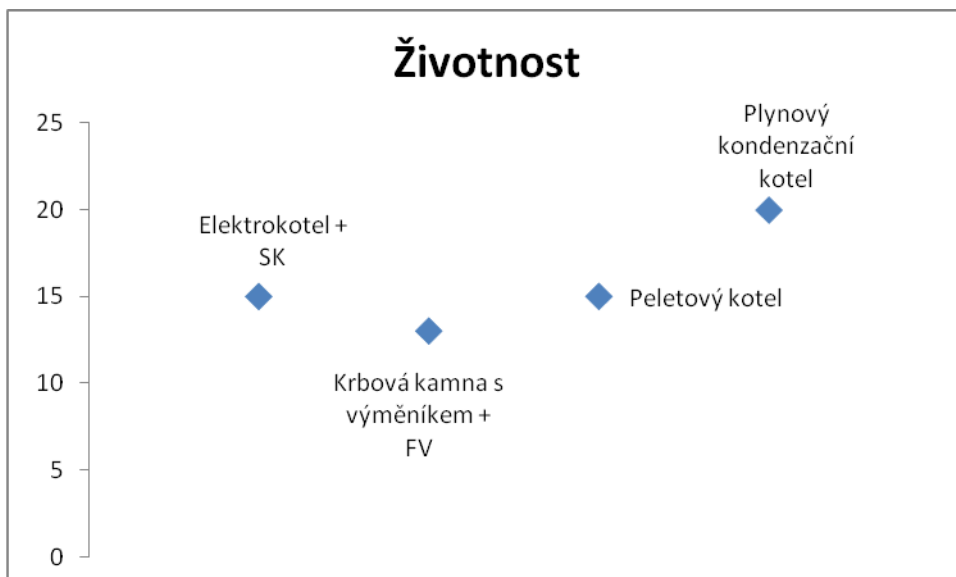 Životnost
25
20
15
10
5
0
Elektrokotel +
SK
Krbová kamna s
výměníkem +
FV
Peletový kotel
Plynový
kondenzační
kotel